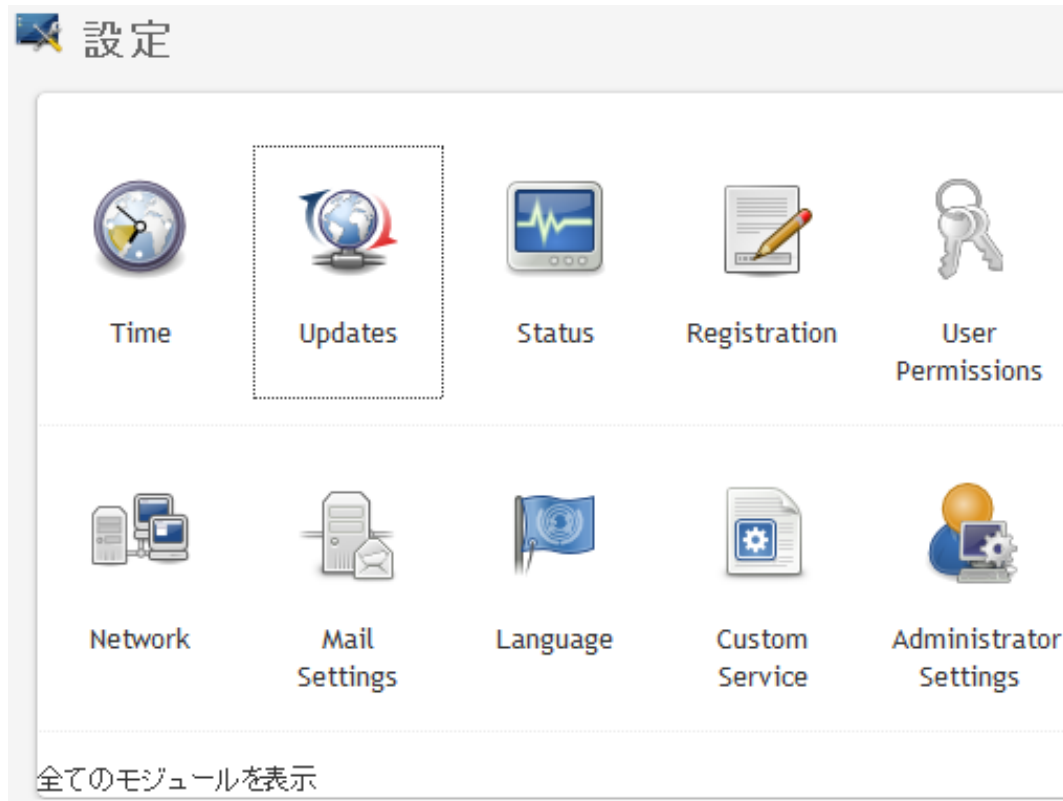 設定
Time
Updates
Status
Registration
User
Permissions
Network
Mail
Settings
Language
Custom
Service
Administrator
Settings
全てのモジュールを表示